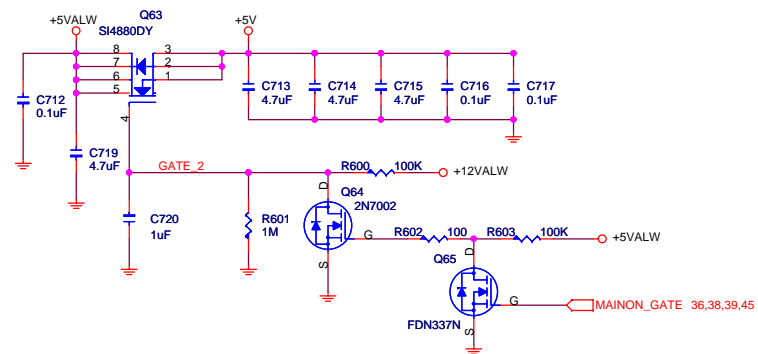 +5VALW
Q63
SI4880DY
+5V
8
7
6
5
3
2
1
4
C712
0.1uF
C719
4.7uF
C713
4.7uF
C714
4.7uF
C715
4.7uF
C716
0.1uF
C717
0.1uF
GATE_2
R600 100K
+12VALW
C720
1uF
R601
1M
D
Q64
2N7002
G
S
R602 100
R603 100K
+5VALW
Q65
D
G
S
FDN337N
MAINON_GATE 36,38,39,45